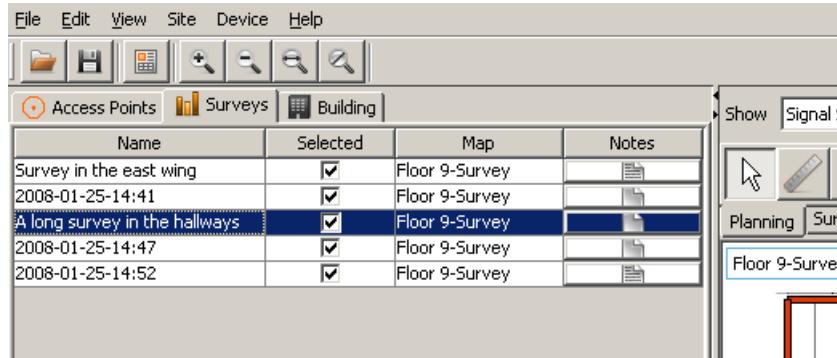 File Edit View Site Device Help
Access Points Surveys Building
Show Signal
Name Selected Map Notes
Survey in the east wing Floor 9-Survey
2008-01-25-14:41 Floor 9-Survey
A long survey in the hallways Floor 9-Survey
2008-01-25-14:47 Floor 9-Survey
2008-01-25-14:52 Floor 9-Survey
Planning Sur
Floor 9-Surve